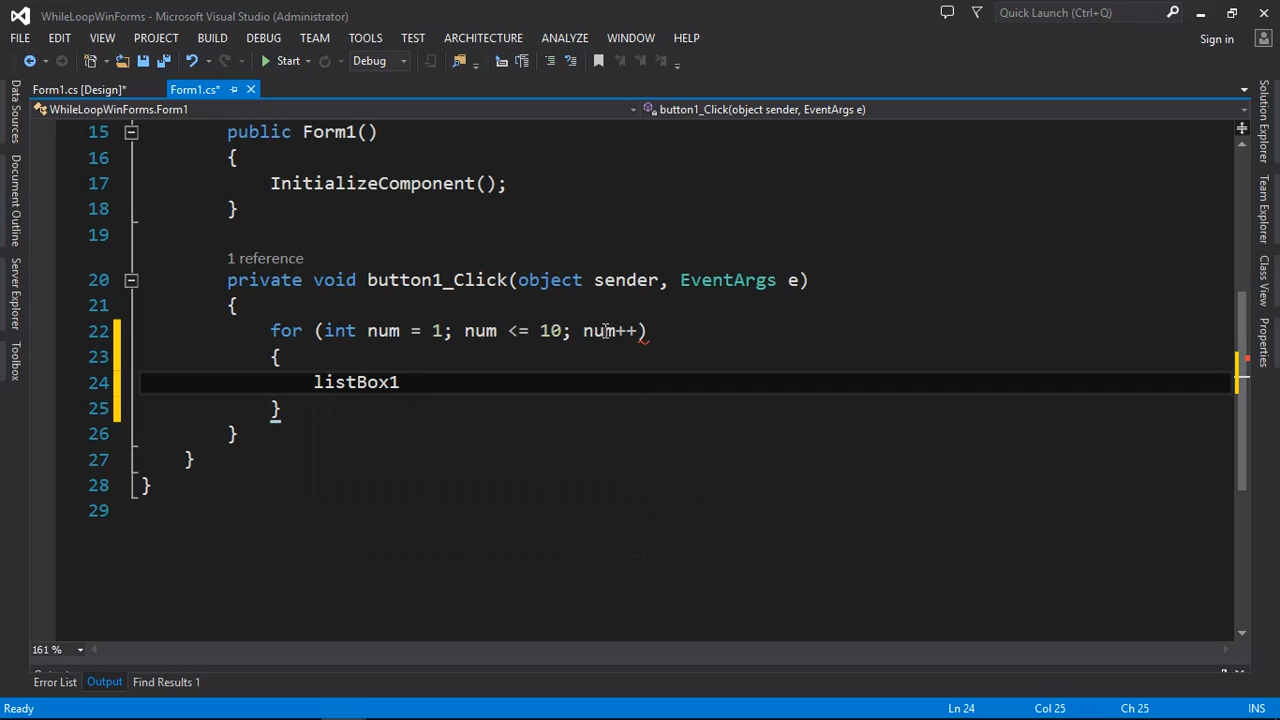 WhileLoopWinForms - Microsoft Visual Studio (Administrator)
Quick Launch (Ctrl+Q)
FILE EDIT VIEW PROJECT BUILD DEBUG TEAM TOOLS TEST ARCHITECTURE ANALYZE WINDOW HELP
Sign in
Start Debug
Form1.cs [Design]* Form1.cs*
WhileLoopWinForms.Form1 button1_Click(object sender, EventArgs e)
15 public Form1()
16 {
17 InitializeComponent();
18 }
19
1 reference
20 private void button1_Click(object sender, EventArgs e)
21 {
22 for (int num = 1; num <= 10; num++)
23 {
24 listBox1
25 }
26 }
27 }
28 }
29
161 %
Error List Output Find Results 1
Ready Ln 24 Col 25 Ch 25 INS
Data Sources
Document Outline
Server Explorer
Toolbox
Solution Explorer
Team Explorer
Class View
Properties